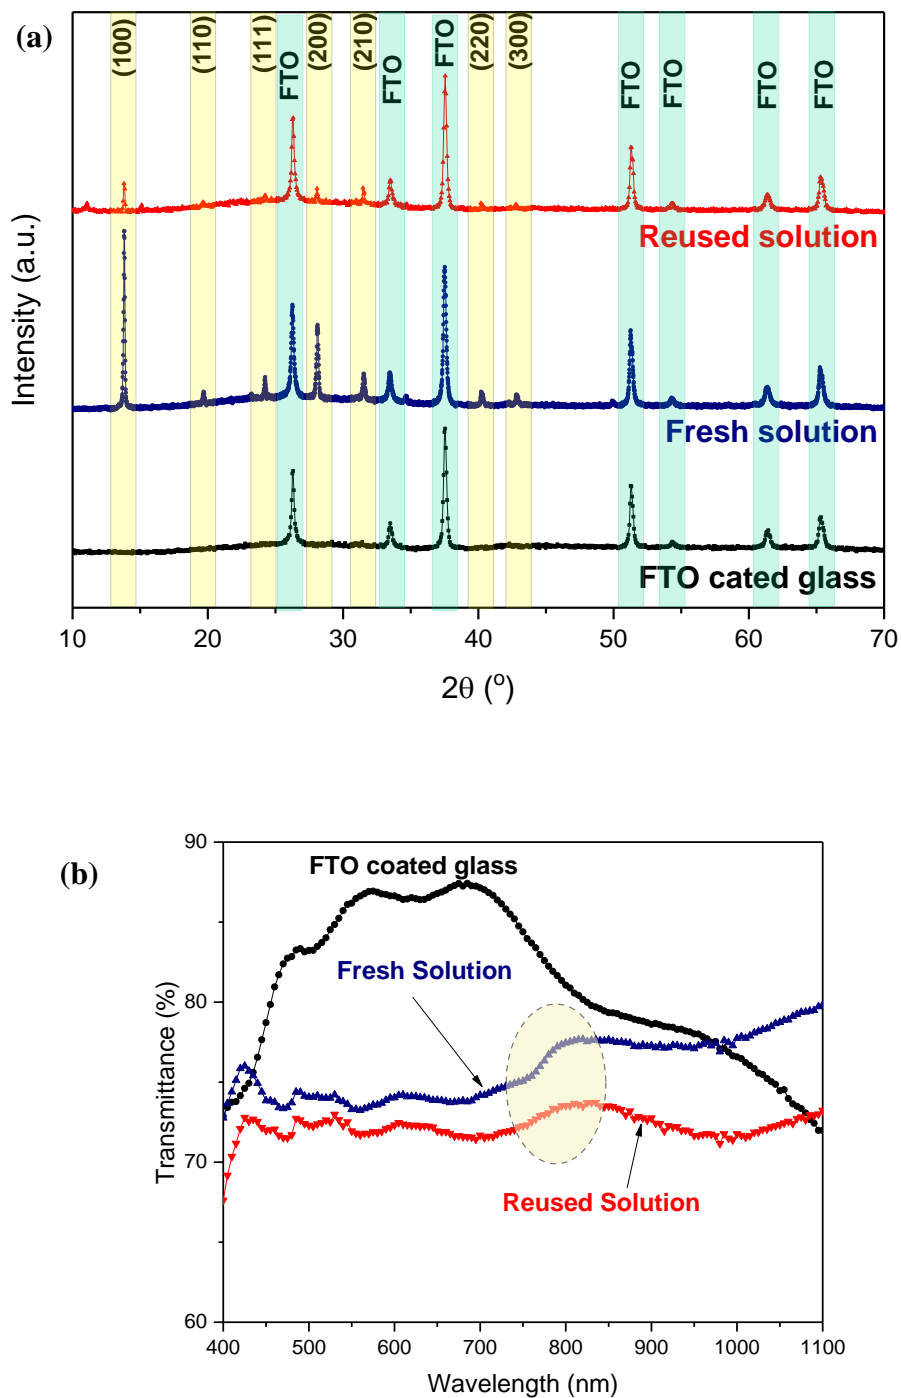 (a)
(100)
(110)
(111)
FTO
(200)
(210)
FTO
FTO
(220)
(300)
FTO
FTO
FTO
FTO
Reused solution
Fresh solution
FTO cated glass
Intensity (a.u.)
10
20
30
40
50
60
70
2θ (o)
(b)
90
80
70
60
FTO coated glass
Fresh Solution
Reused Solution
Transmittance (%)
400
500
600
700
800
900
1000
1100
Wavelength (nm)